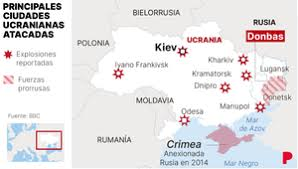 PRINCIPALES
CIUDADES
UCRANIANAS
ATACADAS
Explosiones
reportadas
Fuerzas
prorrusas
Fuente: BBC
BIELORRUSIA
POLONIA
Kiev
UCRANIA
RUSIA
Donbas
Ivano Frankivsk
Kharkiv
Kramatorsk
Dnipro
Lugansk
Donetsk
MOLDAVIA
Odesa
Mariupol
Mar
de Azov
RUMANÍA
Crimea
Anexionada
Rusia en 2014
Mar Negro
P